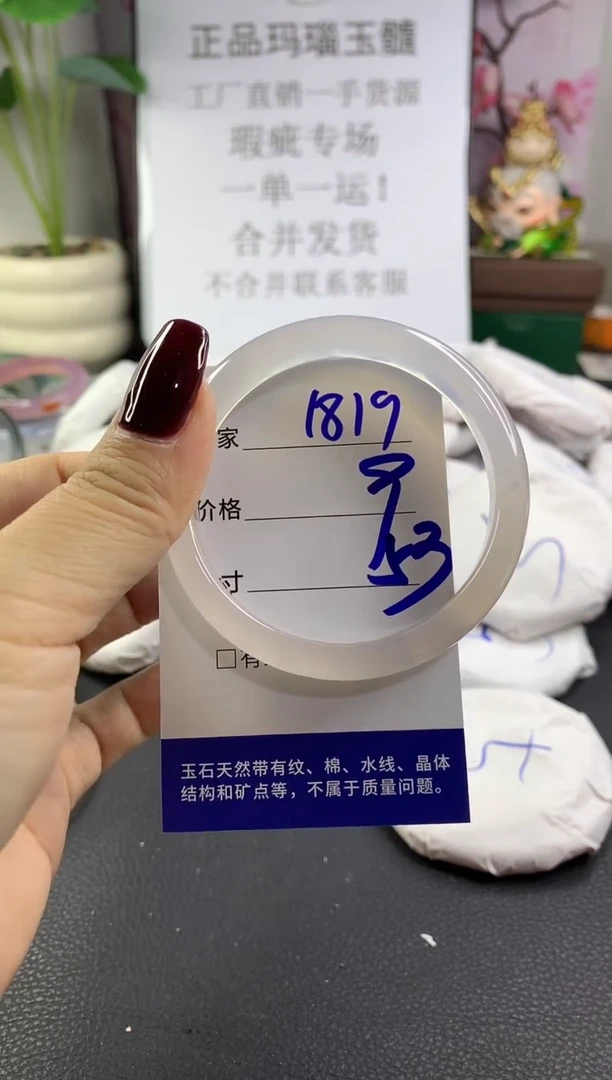 正品玛瑙玉髓
工厂直销一手货源
瑕疵专场
一单一运!
合并发货
不合并联系客服
家 1819
价格 9
寸 53
□有
玉石天然带有纹、棉、水线、晶体
结构和矿点等，不属于质量问题。